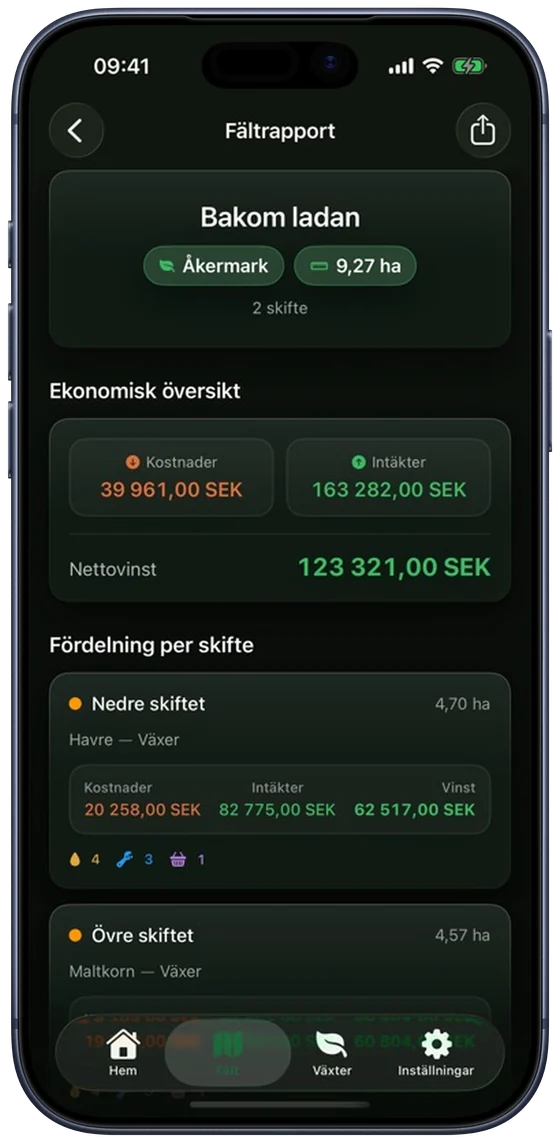 09:41
Fältrapport
Bakom ladan
Åkermark 9,27 ha
2 skifte
Ekonomisk översikt
Kostnader Intäkter
39 961,00 SEK 163 282,00 SEK
Nettovinst 123 321,00 SEK
Fördelning per skifte
Nedre skiftet 4,70 ha
Havre — Växer
Kostnader Intäkter Vinst
20 258,00 SEK 82 775,00 SEK 62 517,00 SEK
4 3 1
Övre skiftet 4,57 ha
Maltkorn — Växer
Hem Fält Växter Inställningar